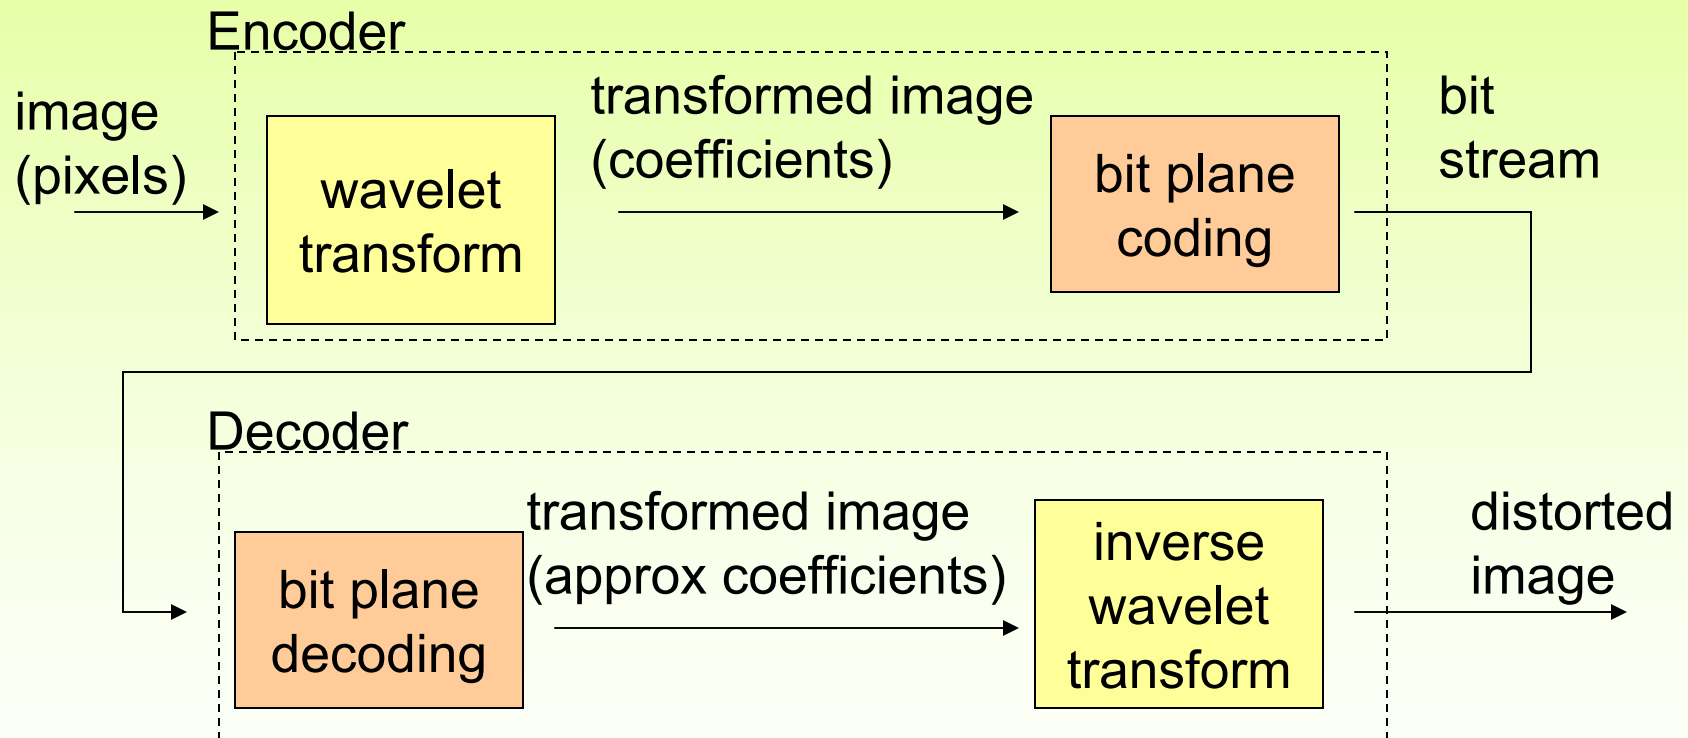 Encoder
image
(pixels)
wavelet
transform
transformed image
(coefficients)
bit plane
coding
bit
stream
Decoder
bit plane
decoding
transformed image
(approx coefficients)
inverse
wavelet
transform
distorted
image